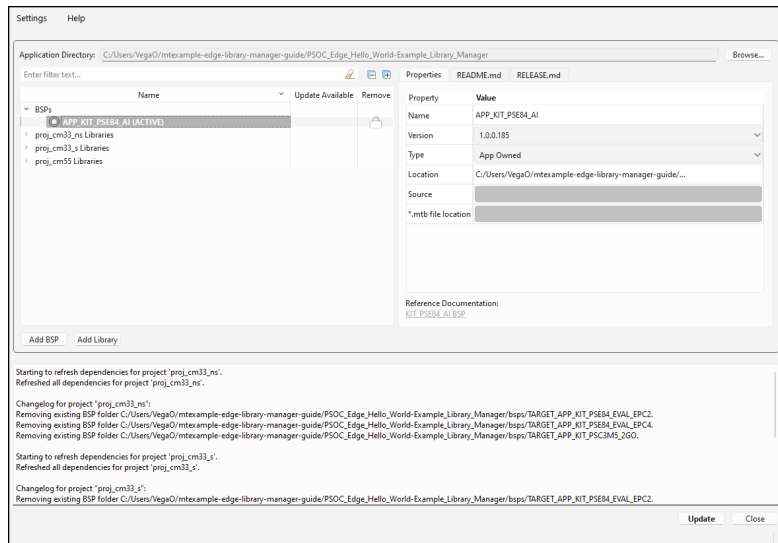 Settings Help
Application Directory: C:/Users/VegaO/mtexample-edge-library-manager-guide/PSOC_Edge_Hello_World-Example_Library_Manager Browse...
Enter filter text...
Properties README.md RELEASE.md
Name Update Available Remove
Property Value
BSPs
Name APP_KIT_PSE84_AI
APP_KIT_PSE84_AI (ACTIVE)
proj_cm33_ns Libraries
Version 1.0.0.185
proj_cm33_s Libraries
Type App Owned
proj_cm55 Libraries
Location C:/Users/VegaO/mtexample-edge-library-manager-guide/...
Source
*.mtb file location
Reference Documentation:
KIT_PSE84_AI BSP
Add BSP Add Library
Starting to refresh dependencies for project 'proj_cm33_ns'.
Refreshed all dependencies for project 'proj_cm33_ns'.
Changelog for project "proj_cm33_ns":
Removing existing BSP folder C:/Users/VegaO/mtexample-edge-library-manager-guide/PSOC_Edge_Hello_World-Example_Library_Manager/bsps/TARGET_APP_KIT_PSE84_EVAL_EPC2.
Removing existing BSP folder C:/Users/VegaO/mtexample-edge-library-manager-guide/PSOC_Edge_Hello_World-Example_Library_Manager/bsps/TARGET_APP_KIT_PSE84_EVAL_EPC4.
Removing existing BSP folder C:/Users/VegaO/mtexample-edge-library-manager-guide/PSOC_Edge_Hello_World-Example_Library_Manager/bsps/TARGET_APP_KIT_PSC3M5_2GO.
Starting to refresh dependencies for project 'proj_cm33_s'.
Refreshed all dependencies for project 'proj_cm33_s'.
Changelog for project "proj_cm33_s":
Removing existing BSP folder C:/Users/VegaO/mtexample-edge-library-manager-guide/PSOC_Edge_Hello_World-Example_Library_Manager/bsps/TARGET_APP_KIT_PSE84_EVAL_EPC2.
Update Close